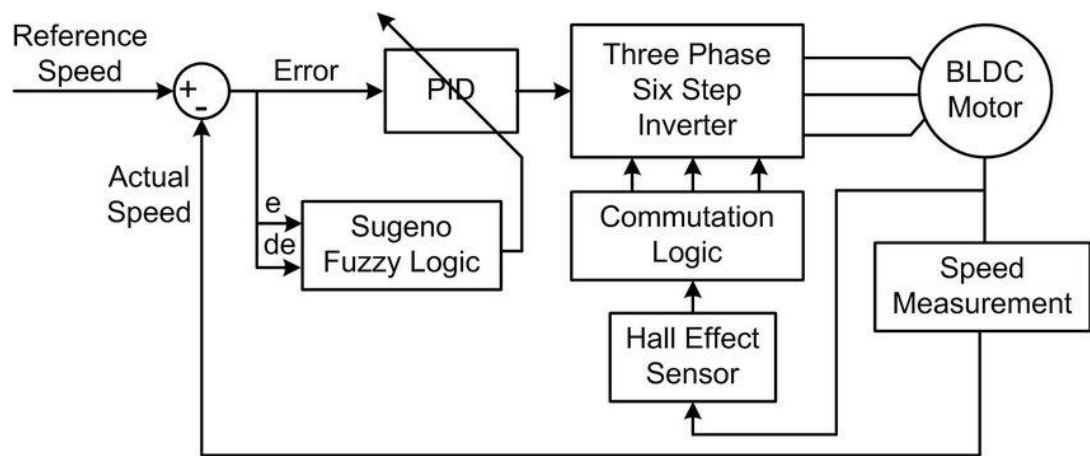 Reference
Speed
+
-
Error
PID
Three Phase
Six Step
Inverter
BLDC
Motor
Actual
Speed
e
de
Sugeno
Fuzzy Logic
Commutation
Logic
Speed
Measurement
Hall Effect
Sensor